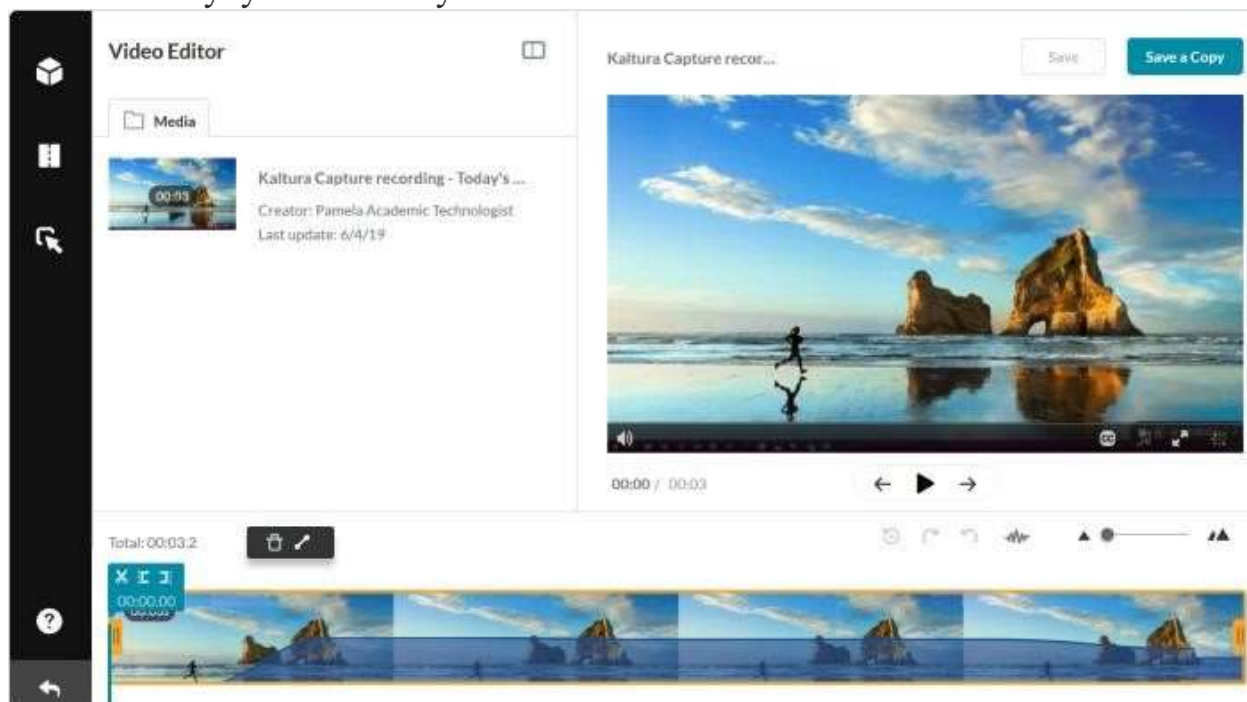 Video Editor
Media
00:03
Kaltura Capture recording - Today's ...
Creator: Pamela Academic Technologist
Last update: 6/4/19
Kaltura Capture recor...
Save
Save a Copy
CC
00:00 / 00:03
Total: 00:03.2
00:00.00
?